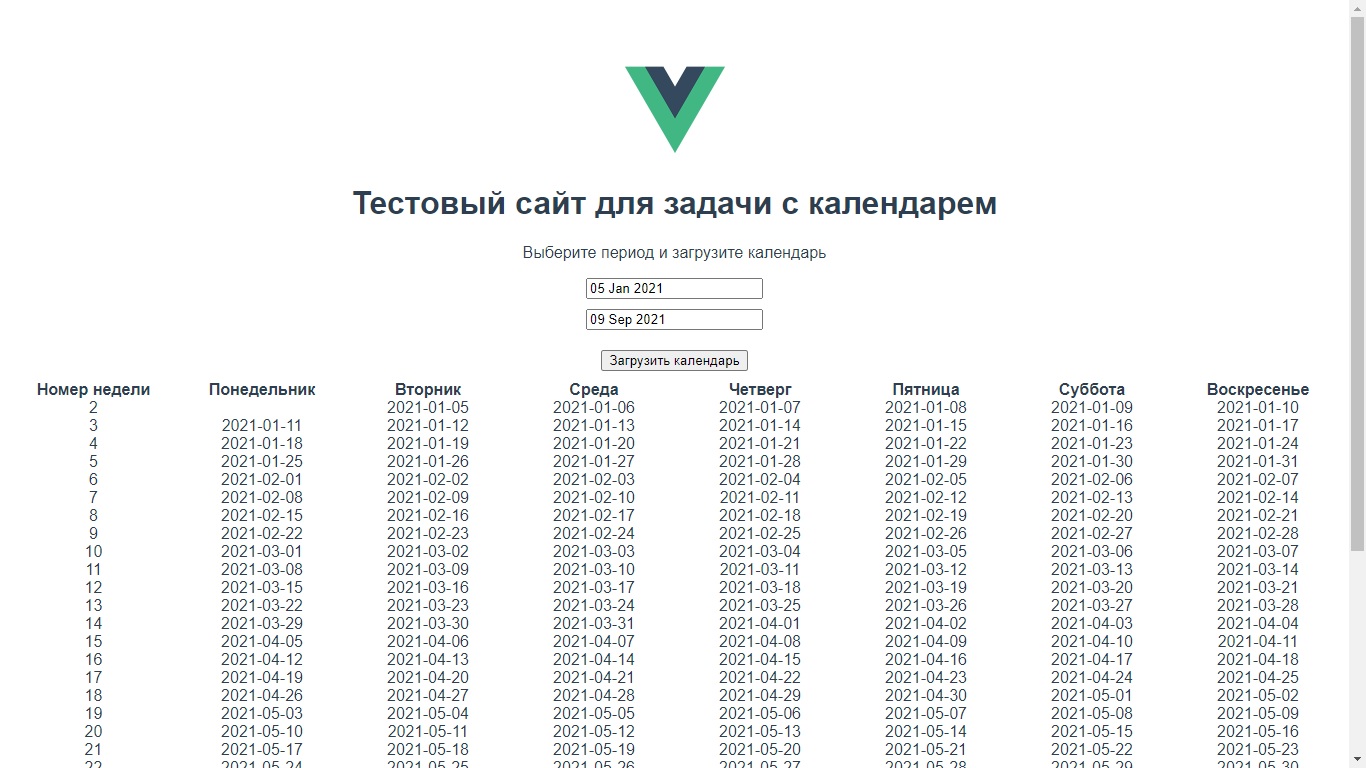 Тестовый сайт для задачи с календарем
Выберите период и загрузите календарь
05 Jan 2021
09 Sep 2021
Загрузить календарь
Номер недели Понедельник Вторник Среда Четверг Пятница Суббота Воскресенье
2 2021-01-05 2021-01-06 2021-01-07 2021-01-08 2021-01-09 2021-01-10
3 2021-01-11 2021-01-12 2021-01-13 2021-01-14 2021-01-15 2021-01-16 2021-01-17
4 2021-01-18 2021-01-19 2021-01-20 2021-01-21 2021-01-22 2021-01-23 2021-01-24
5 2021-01-25 2021-01-26 2021-01-27 2021-01-28 2021-01-29 2021-01-30 2021-01-31
6 2021-02-01 2021-02-02 2021-02-03 2021-02-04 2021-02-05 2021-02-06 2021-02-07
7 2021-02-08 2021-02-09 2021-02-10 2021-02-11 2021-02-12 2021-02-13 2021-02-14
8 2021-02-15 2021-02-16 2021-02-17 2021-02-18 2021-02-19 2021-02-20 2021-02-21
9 2021-02-22 2021-02-23 2021-02-24 2021-02-25 2021-02-26 2021-02-27 2021-02-28
10 2021-03-01 2021-03-02 2021-03-03 2021-03-04 2021-03-05 2021-03-06 2021-03-07
11 2021-03-08 2021-03-09 2021-03-10 2021-03-11 2021-03-12 2021-03-13 2021-03-14
12 2021-03-15 2021-03-16 2021-03-17 2021-03-18 2021-03-19 2021-03-20 2021-03-21
13 2021-03-22 2021-03-23 2021-03-24 2021-03-25 2021-03-26 2021-03-27 2021-03-28
14 2021-03-29 2021-03-30 2021-03-31 2021-04-01 2021-04-02 2021-04-03 2021-04-04
15 2021-04-05 2021-04-06 2021-04-07 2021-04-08 2021-04-09 2021-04-10 2021-04-11
16 2021-04-12 2021-04-13 2021-04-14 2021-04-15 2021-04-16 2021-04-17 2021-04-18
17 2021-04-19 2021-04-20 2021-04-21 2021-04-22 2021-04-23 2021-04-24 2021-04-25
18 2021-04-26 2021-04-27 2021-04-28 2021-04-29 2021-04-30 2021-05-01 2021-05-02
19 2021-05-03 2021-05-04 2021-05-05 2021-05-06 2021-05-07 2021-05-08 2021-05-09
20 2021-05-10 2021-05-11 2021-05-12 2021-05-13 2021-05-14 2021-05-15 2021-05-16
21 2021-05-17 2021-05-18 2021-05-19 2021-05-20 2021-05-21 2021-05-22 2021-05-23
22 2021-05-24 2021-05-25 2021-05-26 2021-05-27 2021-05-28 2021-05-29 2021-05-30